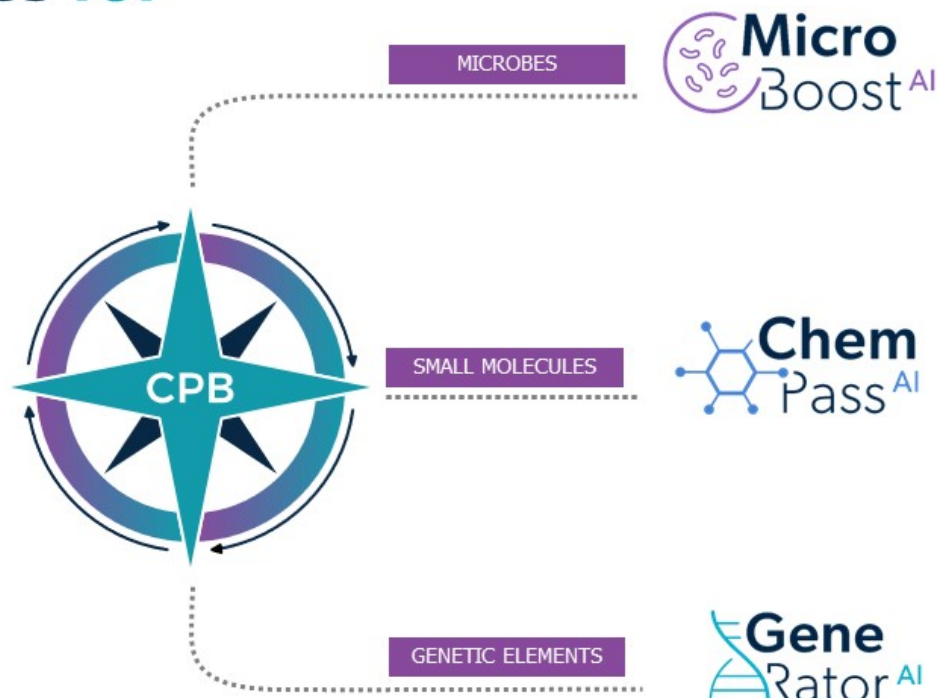 MICROBES
Micro
Boost AI
CPB
SMALL MOLECULES
Chem
Pass AI
GENETIC ELEMENTS
Gene
Rator AI